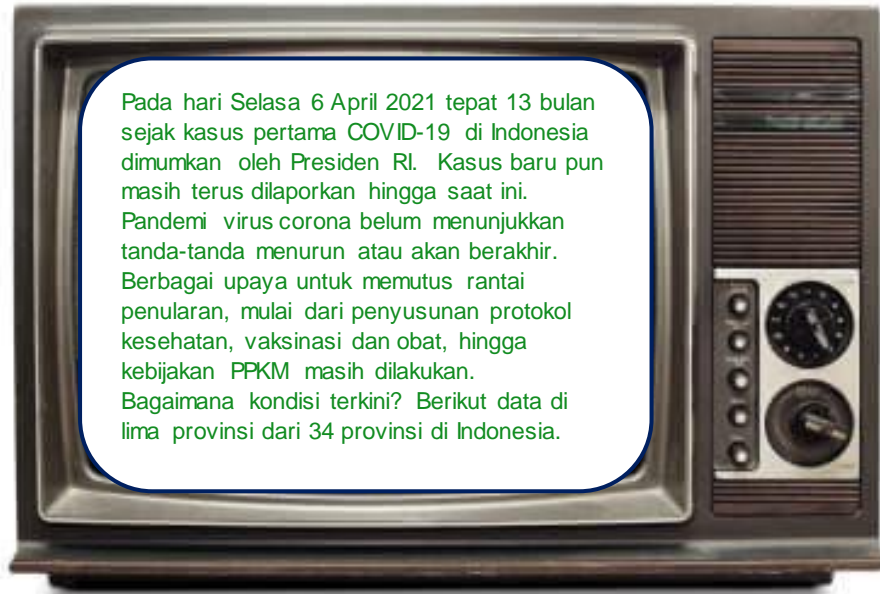 Pada hari Selasa 6 April 2021 tepat 13 bulan
sejak kasus pertama COVID-19 di Indonesia
dimumkan oleh Presiden RI. Kasus baru pun
masih terus dilaporkan hingga saat ini.
Pandemi virus corona belum menunjukkan
tanda-tanda menurun atau akan berakhir.
Berbagai upaya untuk memutus rantai
penularan, mulai dari penyusunan protokol
kesehatan, vaksinasi dan obat, hingga
kebijakan PPKM masih dilakukan.
Bagaimana kondisi terkini? Berikut data di
lima provinsi dari 34 provinsi di Indonesia.